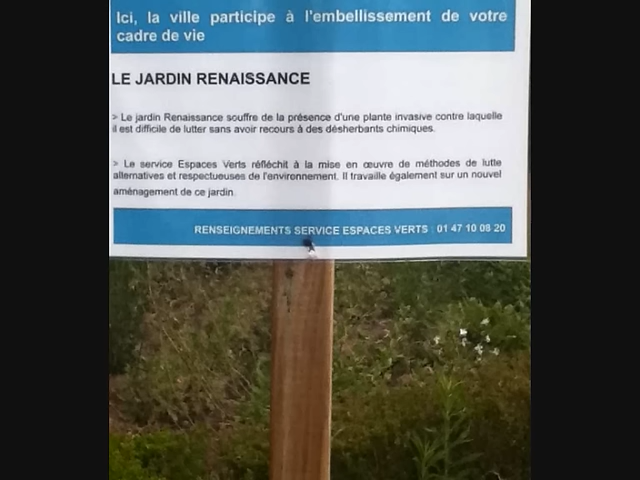 Ici, la ville participe à l'embellissement de votre
cadre de vie
LE JARDIN RENAISSANCE
> Le jardin Renaissance souffre de la présence d'une plante invasive contre laquelle
il est difficile de lutter sans avoir recours à des désherbants chimiques.
> Le service Espaces Verts réfléchit à la mise en œuvre de méthodes de lutte
alternatives et respectueuses de l'environnement. Il travaille également sur un nouvel
aménagement de ce jardin.
RENSEIGNEMENTS SERVICE ESPACES VERTS : 01 47 10 08 20